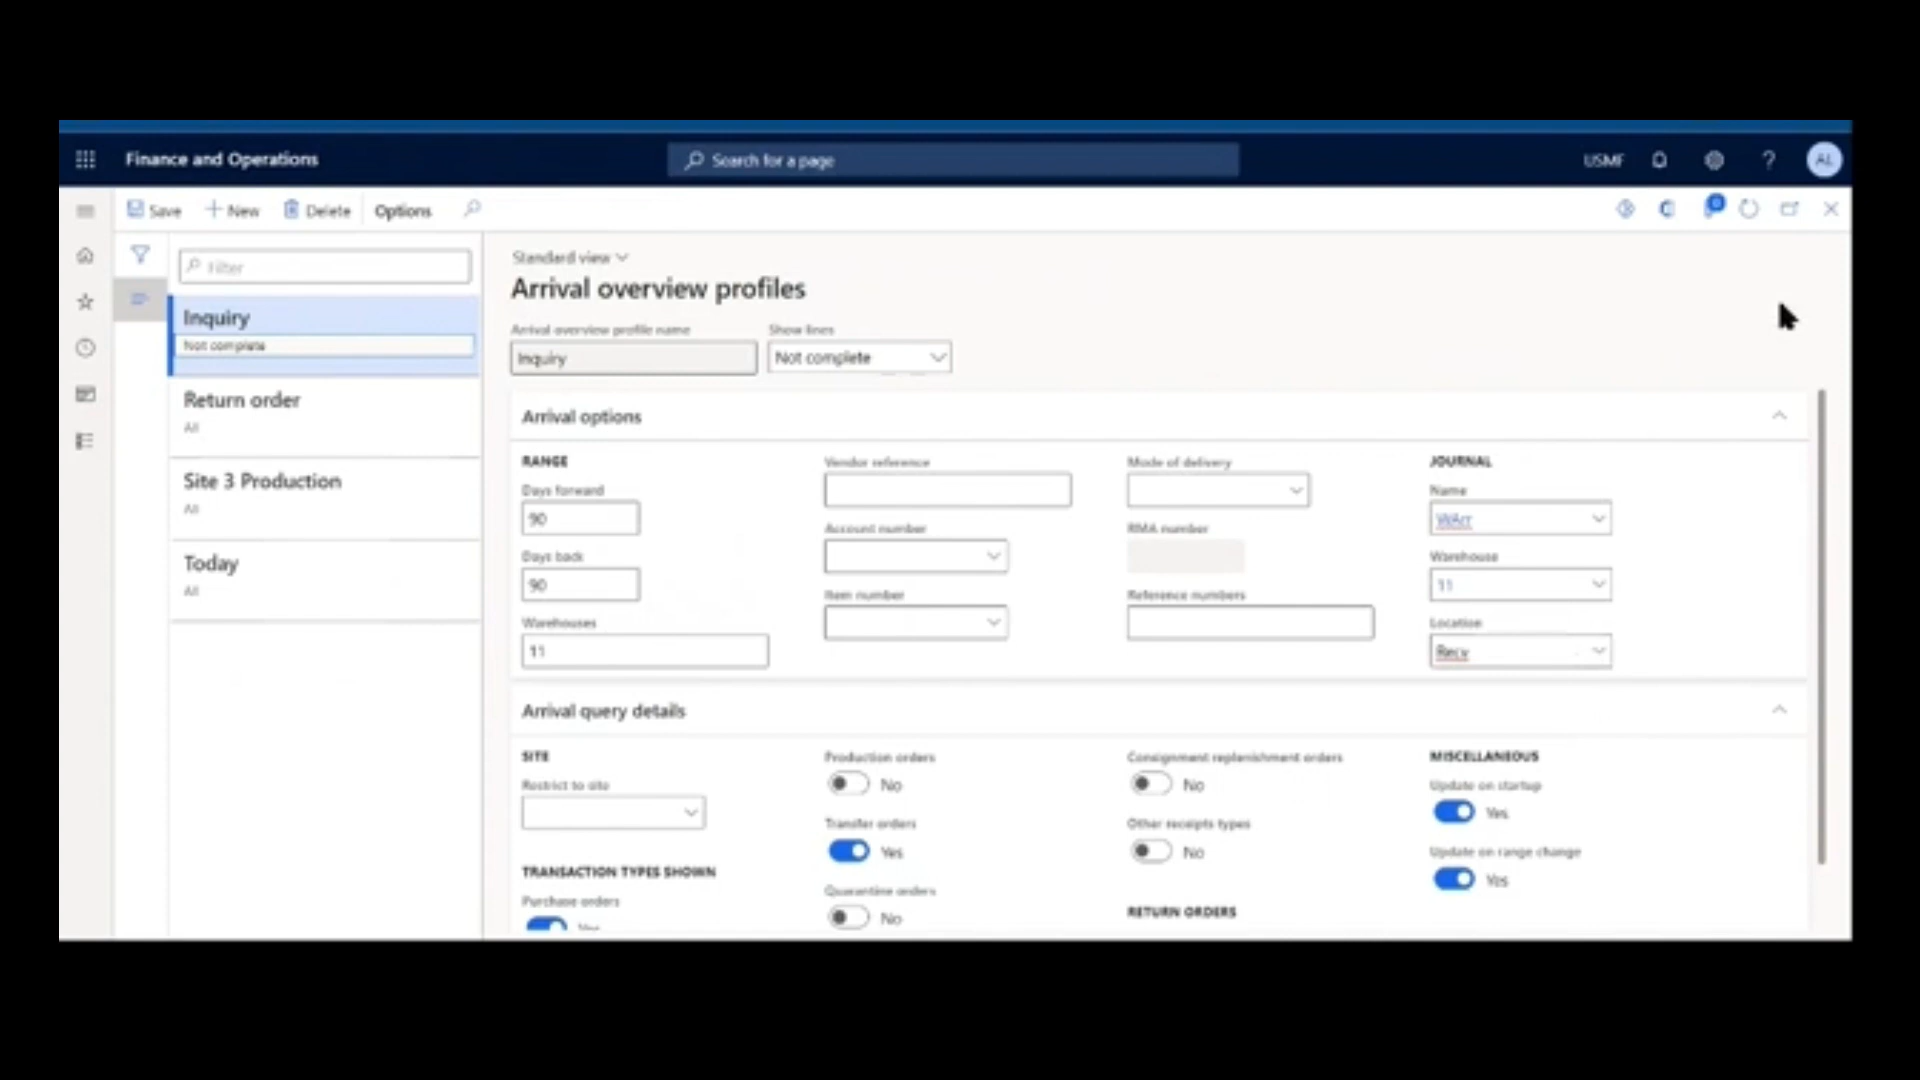 Finance and Operations
Search for a page
USMF
AL
Save
New
Delete
Options
Filter
Inquiry
Not complete
Return order
All
Site 3 Production
All
Today
All
Standard view
Arrival overview profiles
Arrival overview profile name
Show lines
Inquiry
Not complete
Arrival options
RANGE
Days forward
90
Days back
90
Warehouses
11
Vendor reference
Account number
Item number
Mode of delivery
RMA number
Reference numbers
JOURNAL
Name
WArr
Warehouse
11
Location
Recv
Arrival query details
SITE
Restrict to site
TRANSACTION TYPES SHOWN
Purchase orders
Yes
Production orders
No
Transfer orders
Yes
Quarantine orders
No
Consignment replenishment orders
No
Other receipts types
No
RETURN ORDERS
MISCELLANEOUS
Update on startup
Yes
Update on range change
Yes